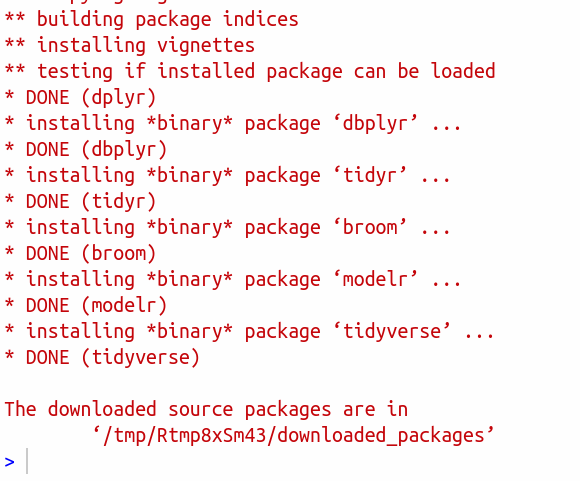 ** building package indices
** installing vignettes
** testing if installed package can be loaded
* DONE (dplyr)
* installing *binary* package ‘dbplyr’ ...
* DONE (dbplyr)
* installing *binary* package ‘tidyr’ ...
* DONE (tidyr)
* installing *binary* package ‘broom’ ...
* DONE (broom)
* installing *binary* package ‘modelr’ ...
* DONE (modelr)
* installing *binary* package ‘tidyverse’ ...
* DONE (tidyverse)

The downloaded source packages are in
        ‘/tmp/Rtmp8xSm43/downloaded_packages’
>